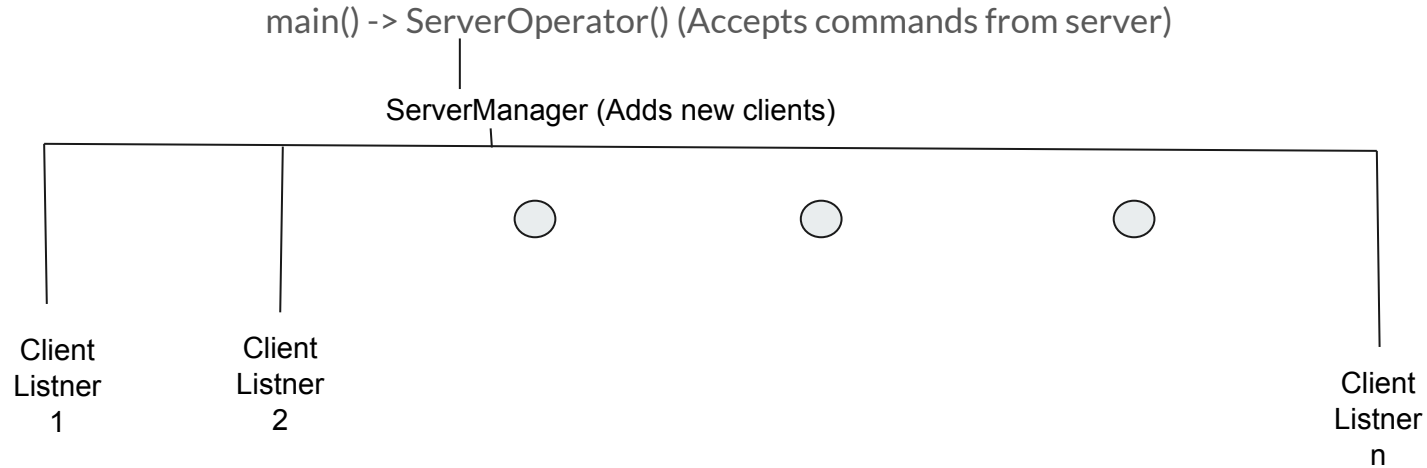 main() -> ServerOperator() (Accepts commands from server)
ServerManager (Adds new clients)
Client
Listner
1
Client
Listner
2
Client
Listner
n